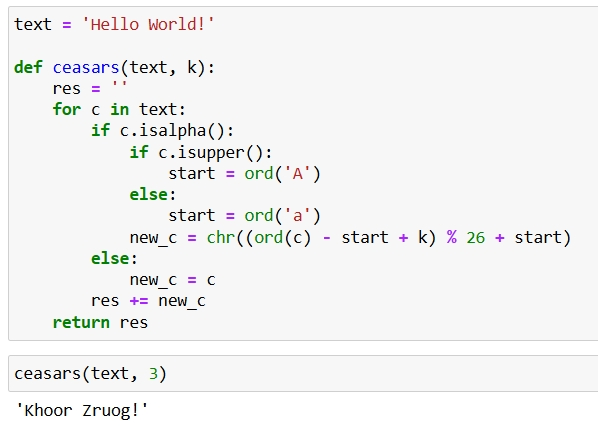 text = 'Hello World!'

def ceasars(text, k):
    res = ''
    for c in text:
        if c.isalpha():
            if c.isupper():
                start = ord('A')
            else:
                start = ord('a')
            new_c = chr((ord(c) - start + k) % 26 + start)
        else:
            new_c = c
        res += new_c
    return res

ceasars(text, 3)

'Khoor Zruog!'